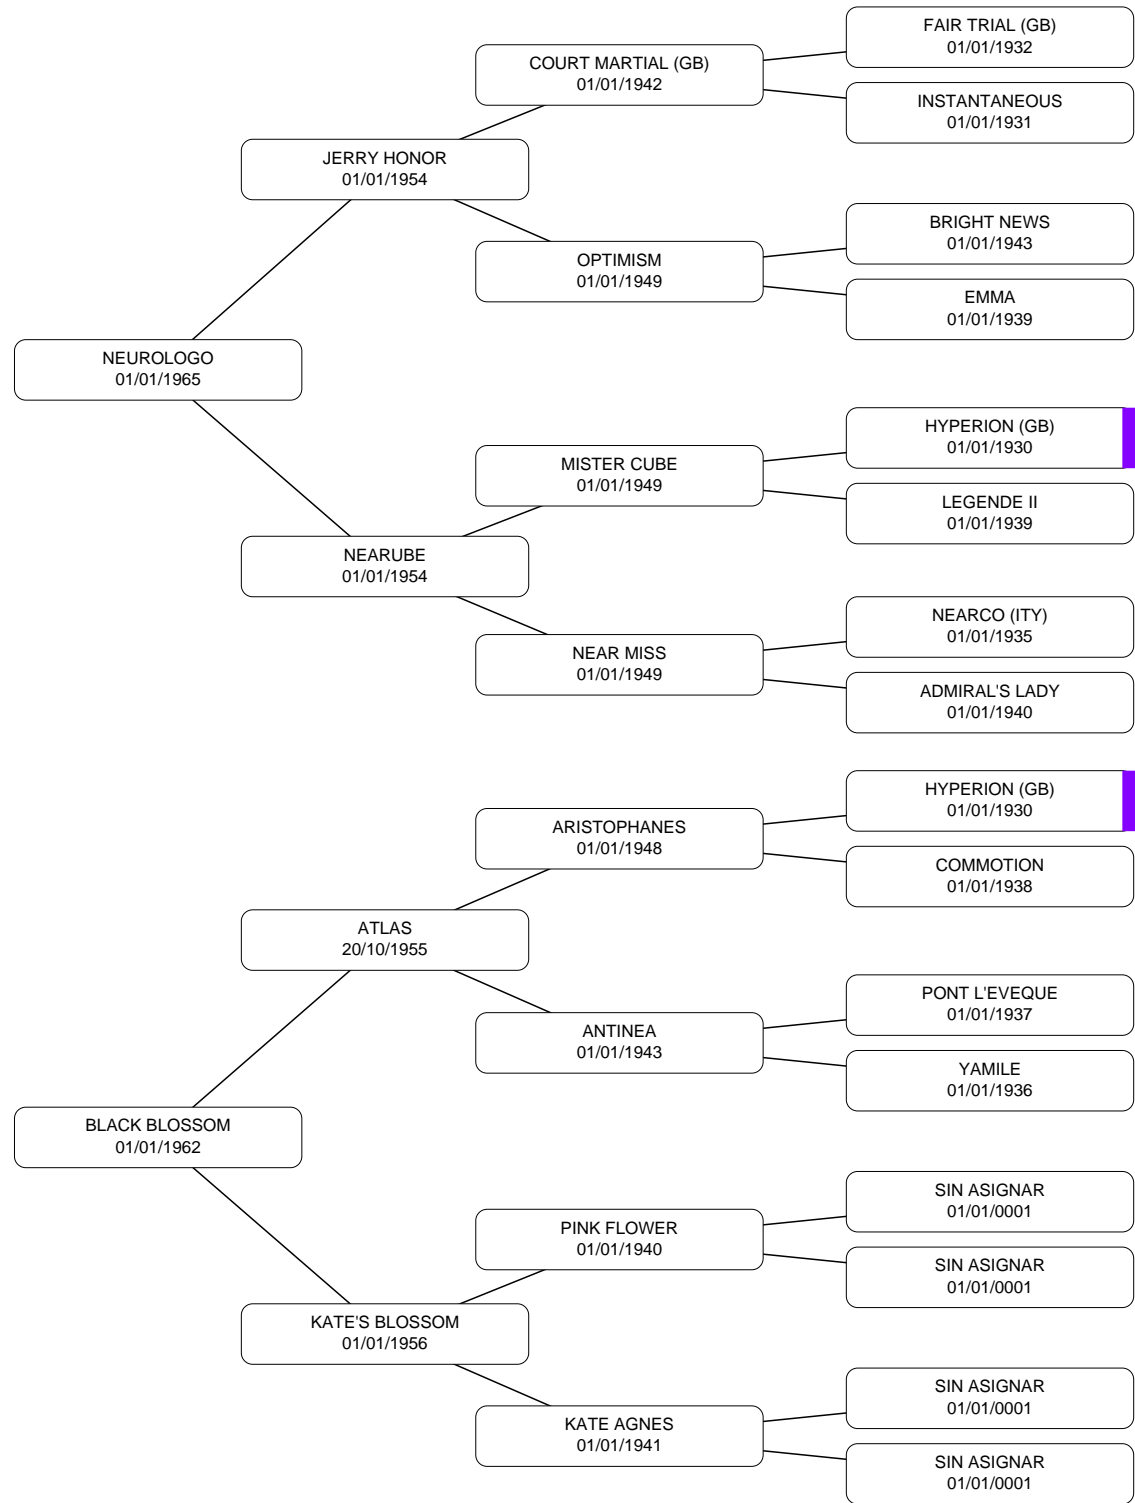 FAIR TRIAL (GB)
01/01/1932
COURT MARTIAL (GB)
01/01/1942
INSTANTANEOUS
01/01/1931
JERRY HONOR
01/01/1954
BRIGHT NEWS
01/01/1943
OPTIMISM
01/01/1949
EMMA
01/01/1939
NEUROLOGO
01/01/1965
HYPERION (GB)
01/01/1930
MISTER CUBE
01/01/1949
LEGENDE II
01/01/1939
NEARUBE
01/01/1954
NEARCO (ITY)
01/01/1935
NEAR MISS
01/01/1949
ADMIRAL'S LADY
01/01/1940
HYPERION (GB)
01/01/1930
ARISTOPHANES
01/01/1948
COMMOTION
01/01/1938
ATLAS
20/10/1955
PONT L'EVEQUE
01/01/1937
ANTINEA
01/01/1943
YAMILE
01/01/1936
BLACK BLOSSOM
01/01/1962
SIN ASIGNAR
01/01/0001
PINK FLOWER
01/01/1940
SIN ASIGNAR
01/01/0001
KATE'S BLOSSOM
01/01/1956
SIN ASIGNAR
01/01/0001
KATE AGNES
01/01/1941
SIN ASIGNAR
01/01/0001